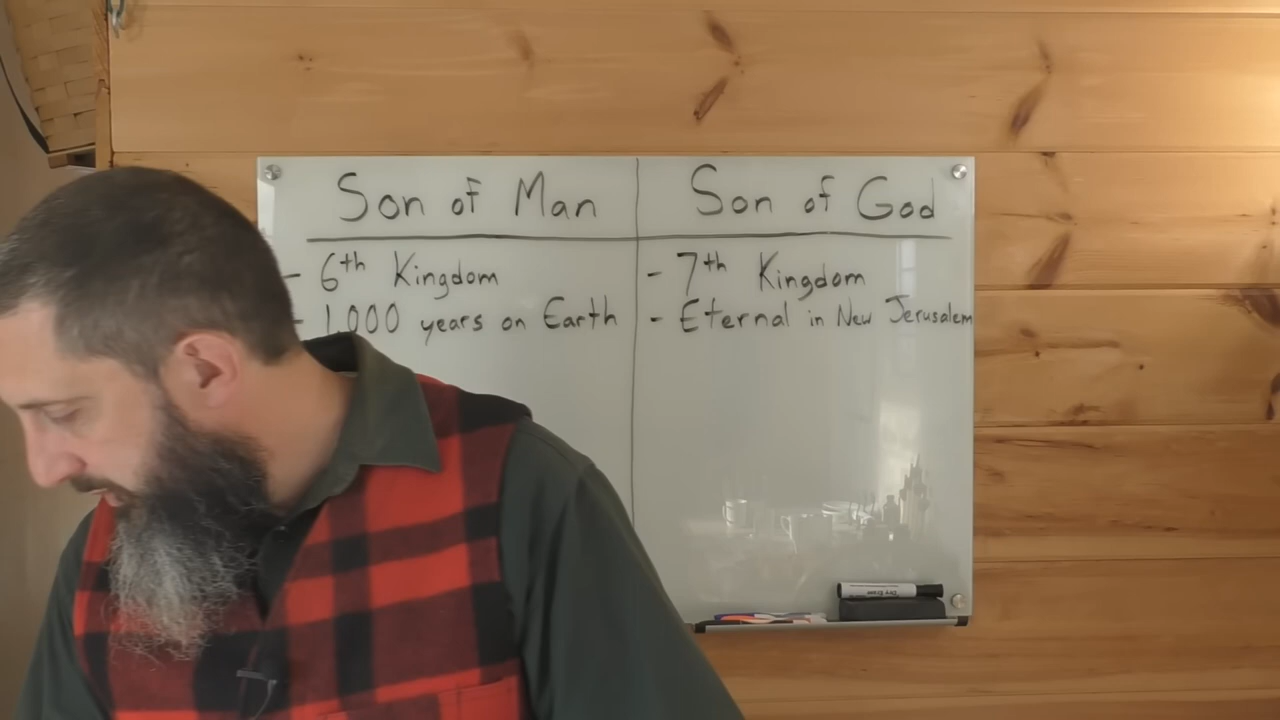 Son of Man
- 6th Kingdom
- 1,000 years on Earth
Son of God
- 7th Kingdom
- Eternal in New Jerusalem
Dry Erase